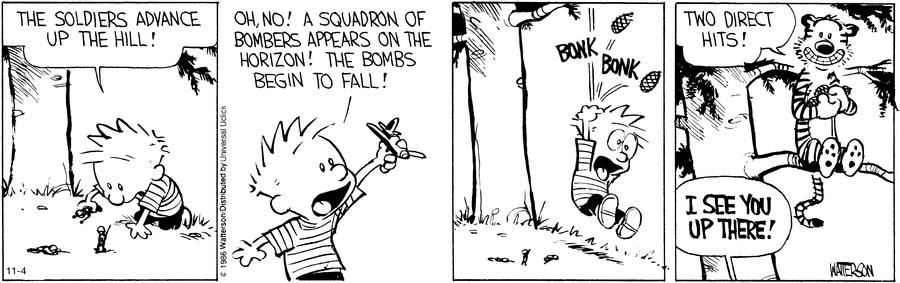 THE SOLDIERS ADVANCE
UP THE HILL!
11-4
OH, NO! A SQUADRON OF
BOMBERS APPEARS ON THE
HORIZON! THE BOMBS
BEGIN TO FALL!
© 1986 Watterson/Distributed by Universal Uclick
BONK
BONK
TWO DIRECT
HITS!
I SEE YOU
UP THERE!
WATTERSON